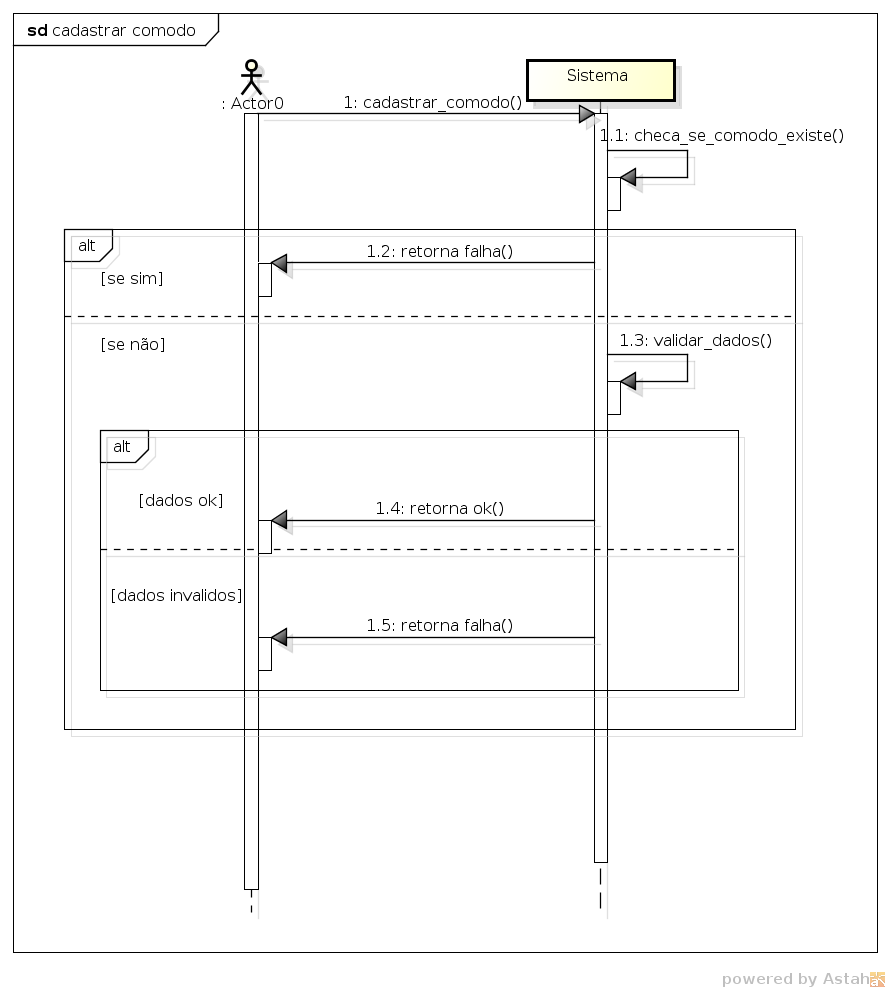 sd cadastrar comodo
Sistema
: Actor0
1: cadastrar_comodo()
1.1: checa_se_comodo_existe()
alt
1.2: retorna falha()
[se sim]
[se não]
1.3: validar_dados()
alt
[dados ok]
1.4: retorna ok()
[dados invalidos]
1.5: retorna falha()
powered by Astah